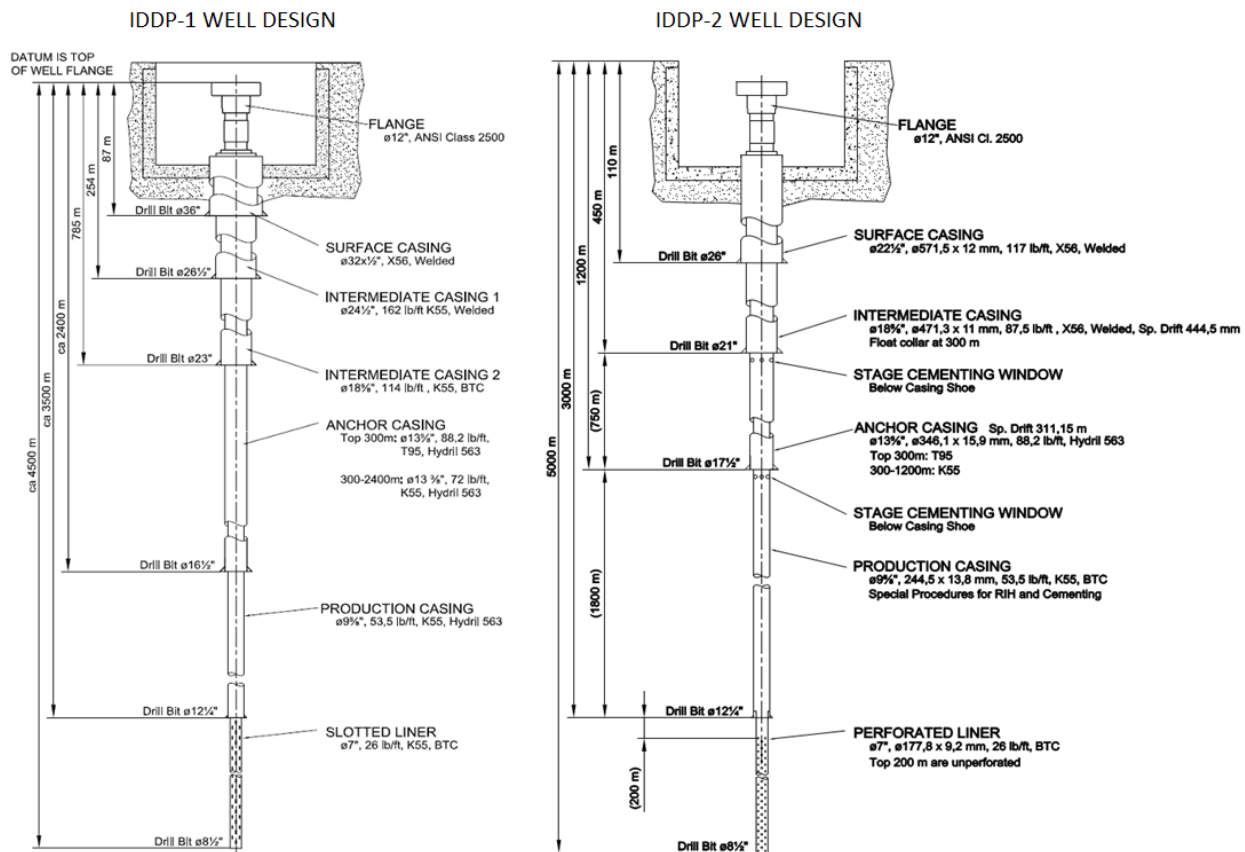 IDDP-1 WELL DESIGN
DATUM IS TOP
OF WELL FLANGE
87 m
254 m
785 m
ca 2400 m
ca 3500 m
ca 4500 m
FLANGE
ø12", ANSI Class 2500
Drill Bit ø36"
SURFACE CASING
ø32x½", X56, Welded
Drill Bit ø26½"
INTERMEDIATE CASING 1
ø24½", 162 lb/ft K55, Welded
Drill Bit ø23"
INTERMEDIATE CASING 2
ø18⅝", 114 lb/ft , K55, BTC
ANCHOR CASING
Top 300m: ø13⅝", 88,2 lb/ft,
T95, Hydril 563
300-2400m: ø13 ⅜", 72 lb/ft,
K55, Hydril 563
Drill Bit ø16½"
PRODUCTION CASING
ø9⅝", 53,5 lb/ft, K55, Hydril 563
Drill Bit ø12¼"
SLOTTED LINER
ø7", 26 lb/ft, K55, BTC
Drill Bit ø8½"
IDDP-2 WELL DESIGN
110 m
450 m
1200 m
3000 m
5000 m
(750 m)
(1800 m)
(200 m)
FLANGE
ø12", ANSI Cl. 2500
SURFACE CASING
ø22½", ø571,5 x 12 mm, 117 lb/ft, X56, Welded
Drill Bit ø26"
INTERMEDIATE CASING
ø18⅝", ø471,3 x 11 mm, 87,5 lb/ft , X56, Welded, Sp. Drift 444,5 mm
Float collar at 300 m
Drill Bit ø21"
STAGE CEMENTING WINDOW
Below Casing Shoe
ANCHOR CASING Sp. Drift 311,15 m
ø13⅝", ø346,1 x 15,9 mm, 88,2 lb/ft, Hydril 563
Top 300m: T95
300-1200m: K55
Drill Bit ø17½"
STAGE CEMENTING WINDOW
Below Casing Shoe
PRODUCTION CASING
ø9⅝", 244,5 x 13,8 mm, 53,5 lb/ft, K55, BTC
Special Procedures for RIH and Cementing
Drill Bit ø12¼"
PERFORATED LINER
ø7", ø177,8 x 9,2 mm, 26 lb/ft, BTC
Top 200 m are unperforated
Drill Bit ø8½"